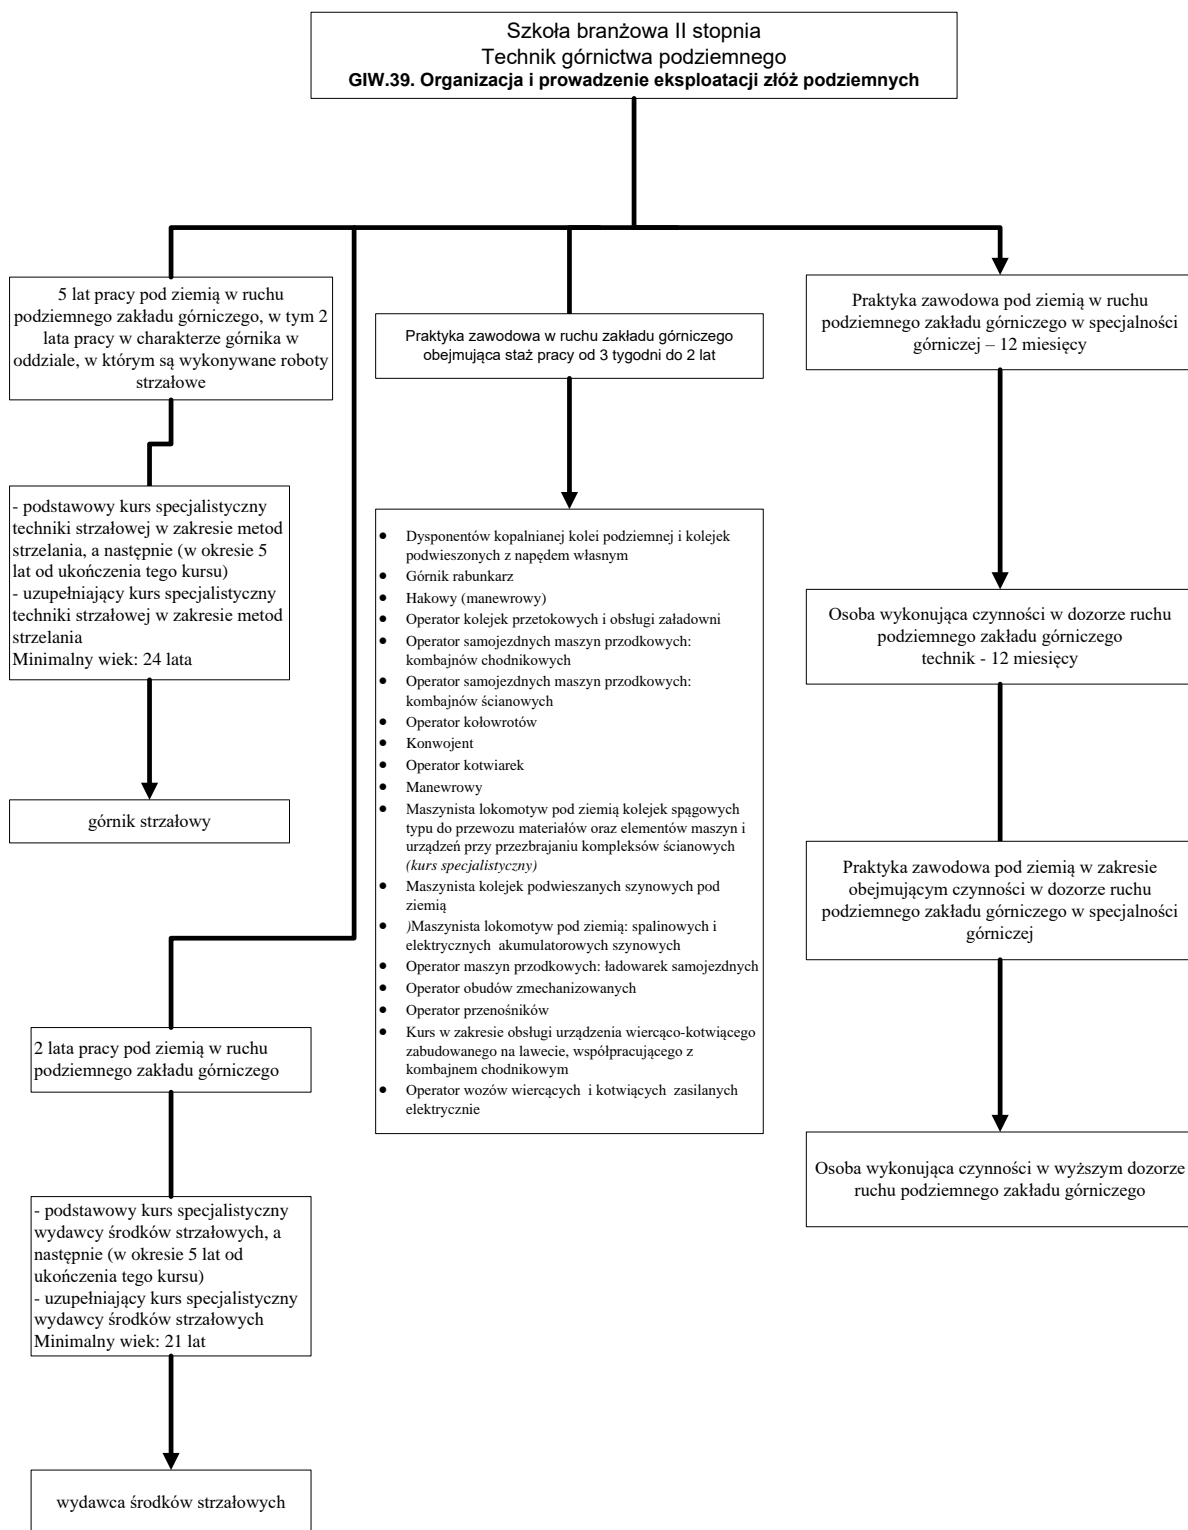 Szkoła branżowa II stopnia
Technik górnictwa podziemnego
GIW.39. Organizacja i prowadzenie eksploatacji złóż podziemnych
5 lat pracy pod ziemią w ruchu
podziemnego zakładu górniczego, w tym 2
lata pracy w charakterze górnika w
oddziale, w którym są wykonywane roboty
strzałowe
- podstawowy kurs specjalistyczny
techniki strzałowej w zakresie metod
strzelania, a następnie (w okresie 5
lat od ukończenia tego kursu)
- uzupełniający kurs specjalistyczny
techniki strzałowej w zakresie metod
strzelania
Minimalny wiek: 24 lata
górnik strzałowy
2 lata pracy pod ziemią w ruchu
podziemnego zakładu górniczego
- podstawowy kurs specjalistyczny
wydawcy środków strzałowych, a
następnie (w okresie 5 lat od
ukończenia tego kursu)
- uzupełniający kurs specjalistyczny
wydawcy środków strzałowych
Minimalny wiek: 21 lat
wydawca środków strzałowych
Praktyka zawodowa w ruchu zakładu górniczego
obejmująca staż pracy od 3 tygodni do 2 lat
• Dysponentów kopalnianej kolei podziemnej i kolejek
podwieszonych z napędem własnym
• Górnik rabunkarz
• Hakowy (manewrowy)
• Operator kolejek przetokowych i obsługi załadowni
• Operator samojezdnych maszyn przodkowych:
kombajnów chodnikowych
• Operator samojezdnych maszyn przodkowych:
kombajnów ścianowych
• Operator kołowrotów
• Konwojent
• Operator kotwiarek
• Manewrowy
• Maszynista lokomotyw pod ziemią kolejek spągowych
typu do przewozu materiałów oraz elementów maszyn i
urządzeń przy przezbrajaniu kompleksów ścianowych
(kurs specjalistyczny)
• Maszynista kolejek podwieszanych szynowych pod
ziemią
• )Maszynista lokomotyw pod ziemią: spalinowych i
elektrycznych akumulatorowych szynowych
• Operator maszyn przodkowych: ładowarek samojezdnych
• Operator obudów zmechanizowanych
• Operator przenośników
• Kurs w zakresie obsługi urządzenia wiercąco-kotwiącego
zabudowanego na lawecie, współpracującego z
kombajnem chodnikowym
• Operator wozów wiercących i kotwiących zasilanych
elektrycznie
Praktyka zawodowa pod ziemią w ruchu
podziemnego zakładu górniczego w specjalności
górniczej – 12 miesięcy
Osoba wykonująca czynności w dozorze ruchu
podziemnego zakładu górniczego
technik - 12 miesięcy
Praktyka zawodowa pod ziemią w zakresie
obejmującym czynności w dozorze ruchu
podziemnego zakładu górniczego w specjalności
górniczej
Osoba wykonująca czynności w wyższym dozorze
ruchu podziemnego zakładu górniczego